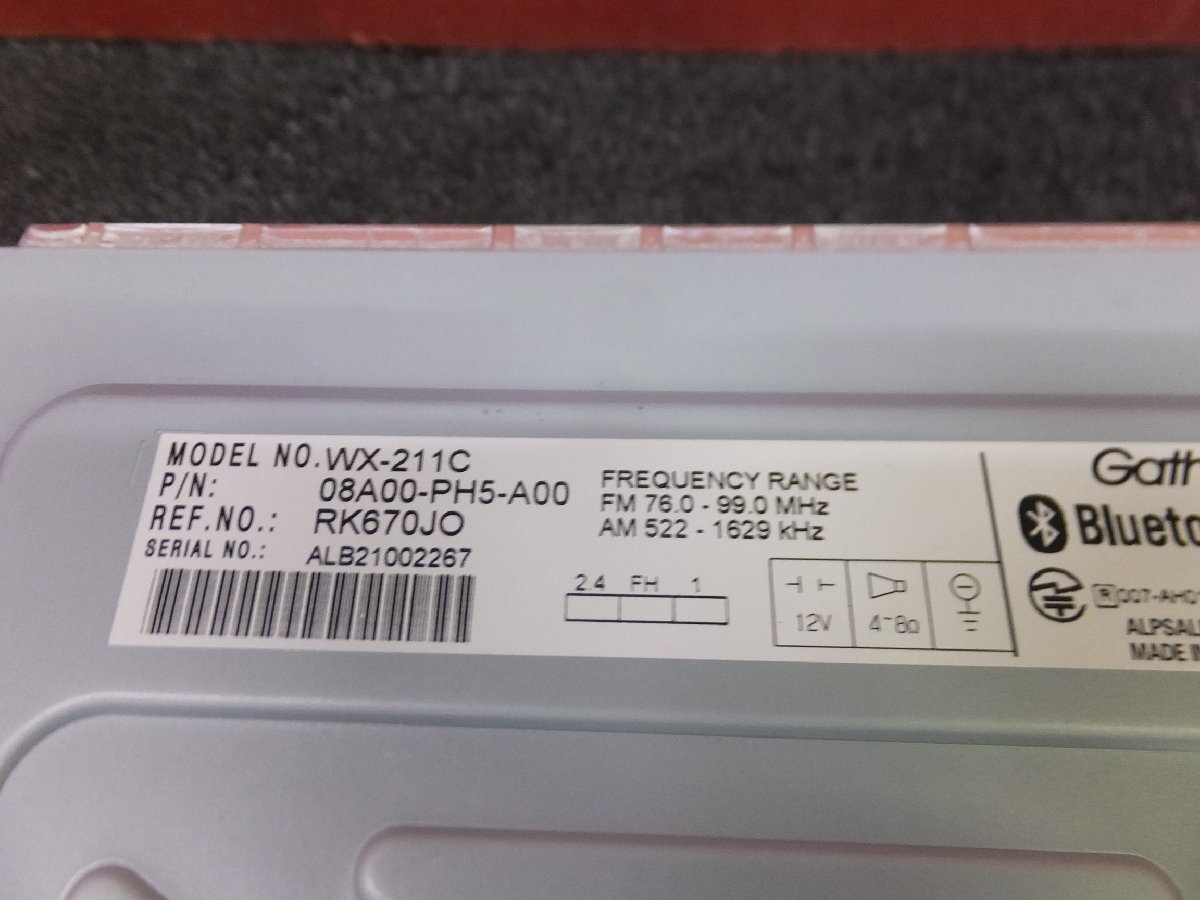 MODEL NO. WX-211C
P/N: 08A00-PH5-A00
REF.NO.: RK670JO
SERIAL NO.: ALB21002267
FREQUENCY RANGE
FM 76.0 - 99.0 MHz
AM 522 - 1629 kHz
2.4 FH 1
12V 4~8Ω
Gath
Blueto
R 007-AH01
ALPSAL
MADE IN